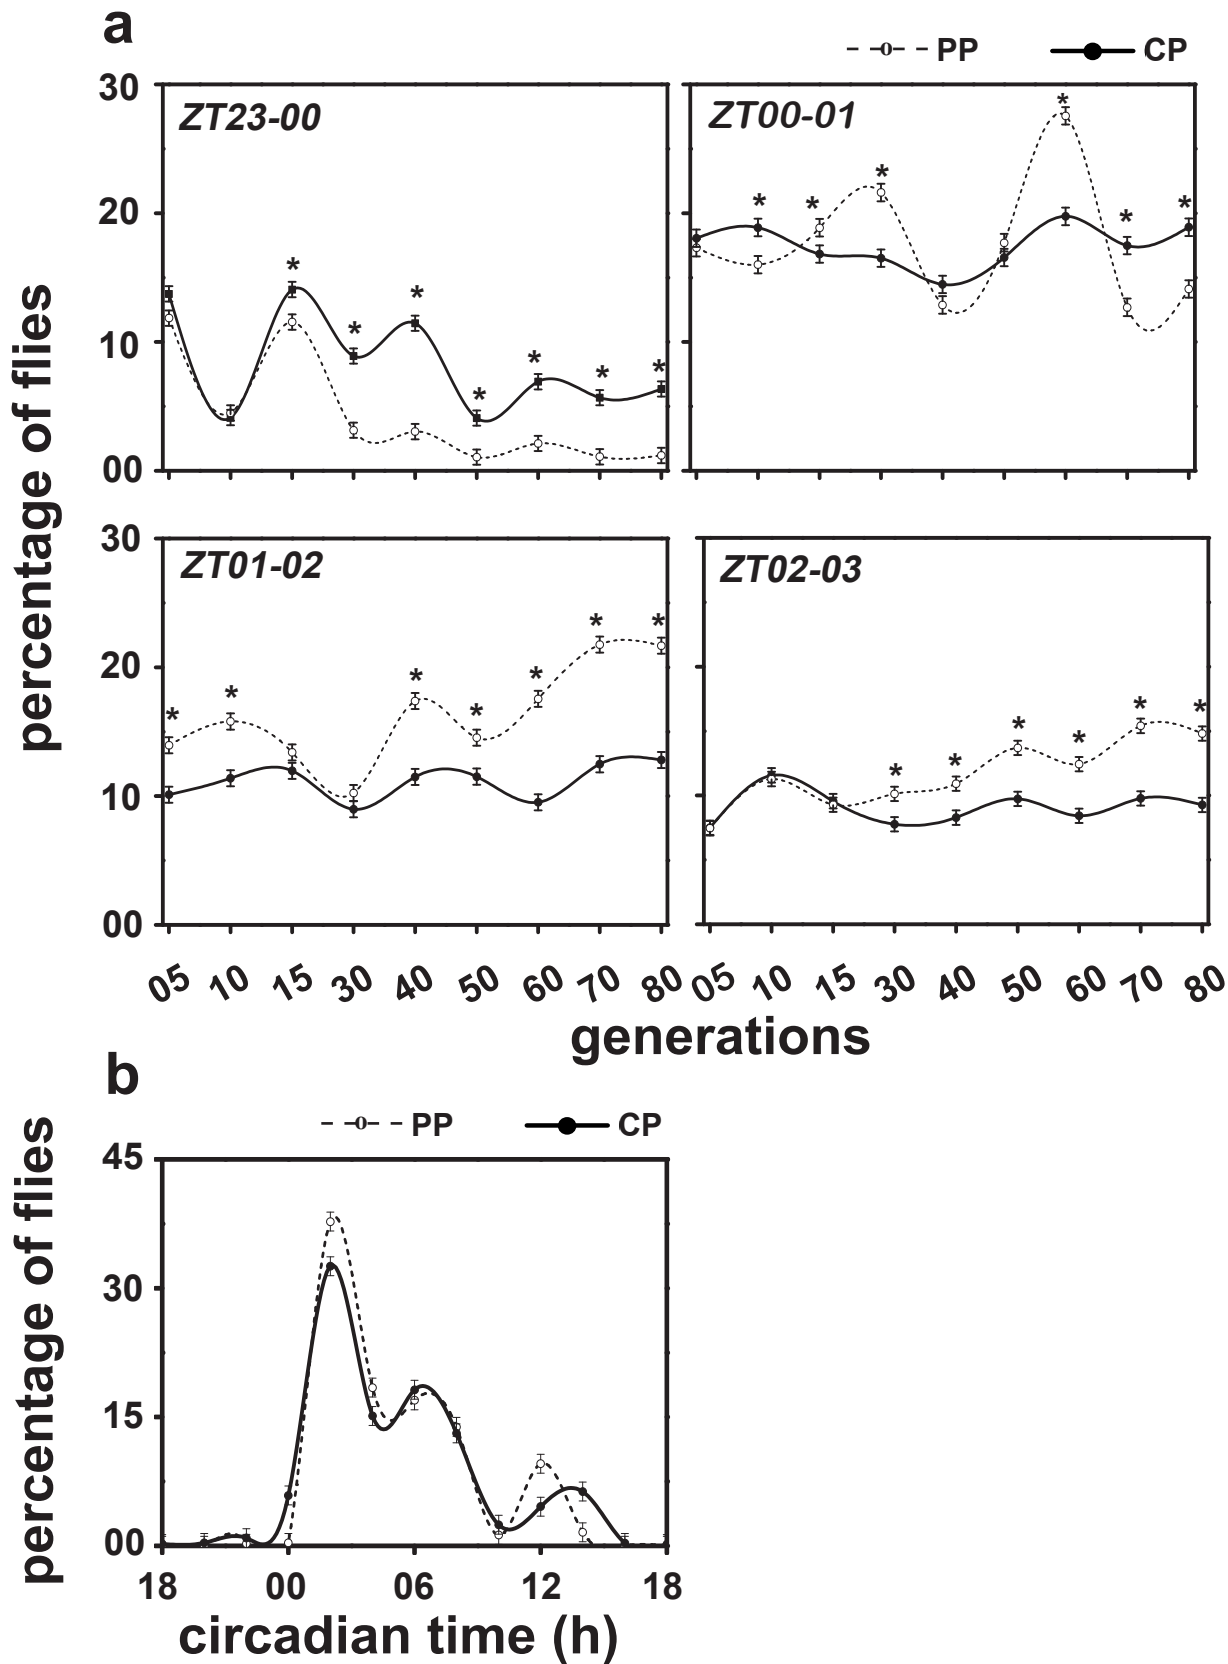 a
PP CP
30
ZT23-00
ZT00-01
20
10
00
30
ZT01-02
ZT02-03
20
10
00
percentage of flies
05 10 15 30 40 50 60 70 80 05 10 15 30 40 50 60 70 80
generations
b
PP CP
45
30
15
00
percentage of flies
18 00 06 12 18
circadian time (h)